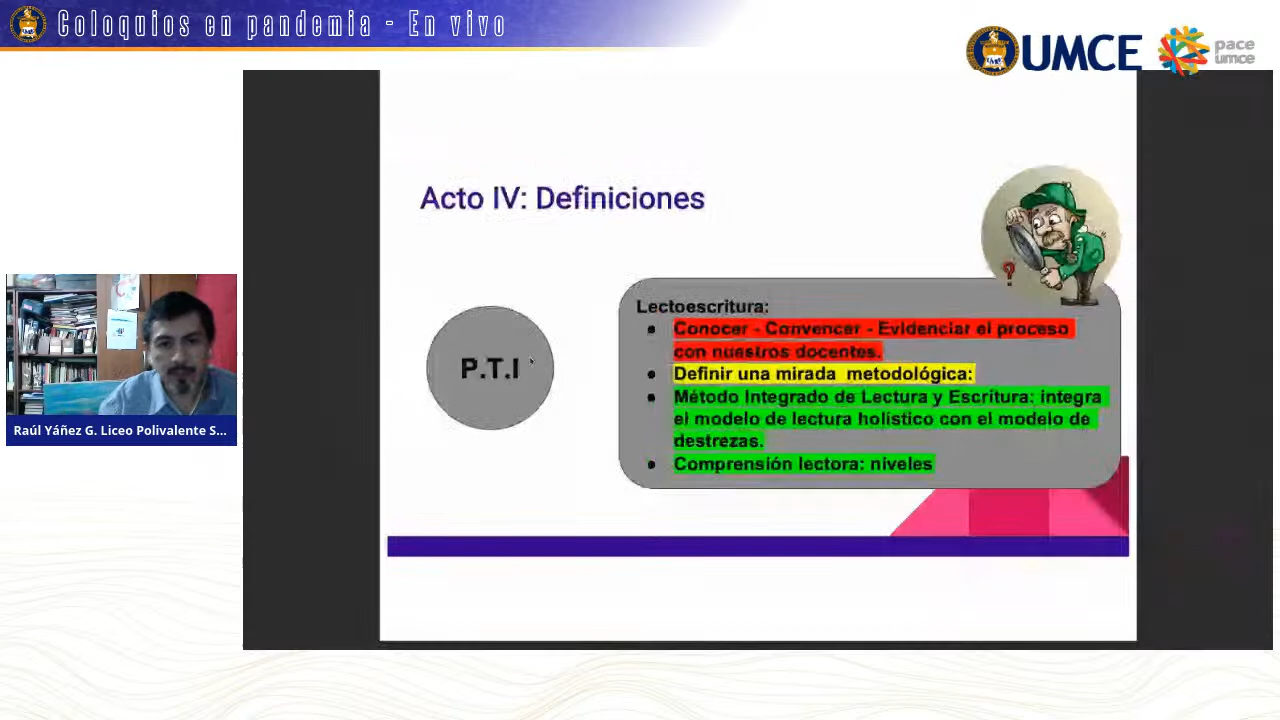 Coloquios en pandemia - En vivo
UMCE
pace
umce
Acto IV: Definiciones
?
P.T.I
Lectoescritura:
● Conocer - Convencer - Evidenciar el proceso
con nuestros docentes.
● Definir una mirada metodológica:
● Método Integrado de Lectura y Escritura: integra
el modelo de lectura holístico con el modelo de
destrezas.
● Comprensión lectora: niveles
Raúl Yáñez G. Liceo Polivalente S...